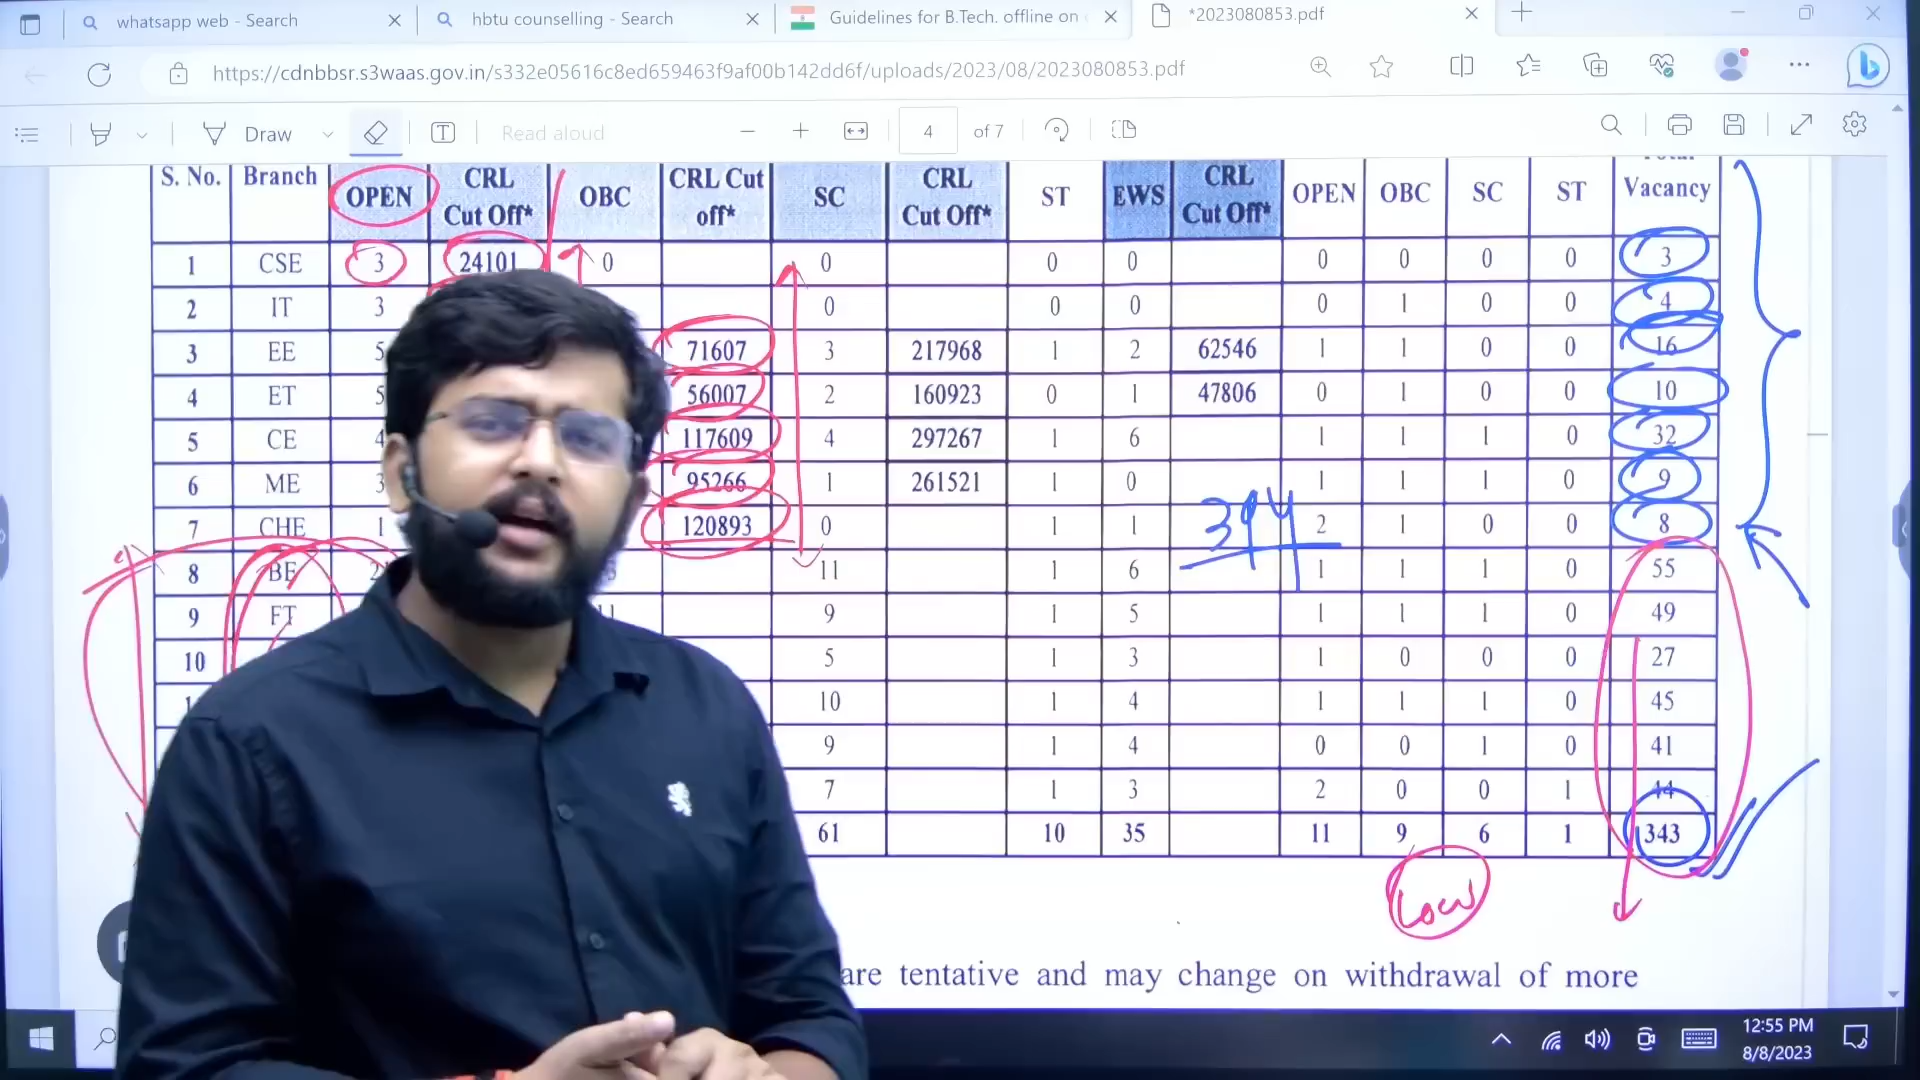 whatsapp web - Search
hbtu counselling - Search
Guidelines for B.Tech. offline on
*2023080853.pdf
https://cdnbbsr.s3waas.gov.in/s332e05616c8ed659463f9af00b142dd6f/uploads/2023/08/2023080853.pdf
Draw
Read aloud
4 of 7
S. No. Branch OPEN CRL Cut Off* OBC CRL Cut off* SC CRL Cut Off* ST EWS CRL Cut Off* OPEN OBC SC ST Vacancy
1 CSE 3 24101 0 0 0 0 0 0 0 0 3
2 IT 3 0 0 0 0 1 0 0 4
3 EE 5 71607 3 217968 1 2 62546 1 1 0 0 16
4 ET 5 56007 2 160923 0 1 47806 0 1 0 0 10
5 CE 4 117609 4 297267 1 6 1 1 1 0 32
6 ME 3 95266 1 261521 1 0 1 1 1 0 9
394
7 CHE 1 120893 0 1 1 2 1 0 0 8
8 BE 11 1 6 1 1 1 0 55
9 FT 9 1 5 1 1 1 0 49
10 5 1 3 1 0 0 0 27
10 1 4 1 1 1 0 45
9 1 4 0 0 1 0 41
7 1 3 2 0 0 1 44
61 10 35 11 9 6 1 343
are tentative and may change on withdrawal of more
12:55 PM
8/8/2023